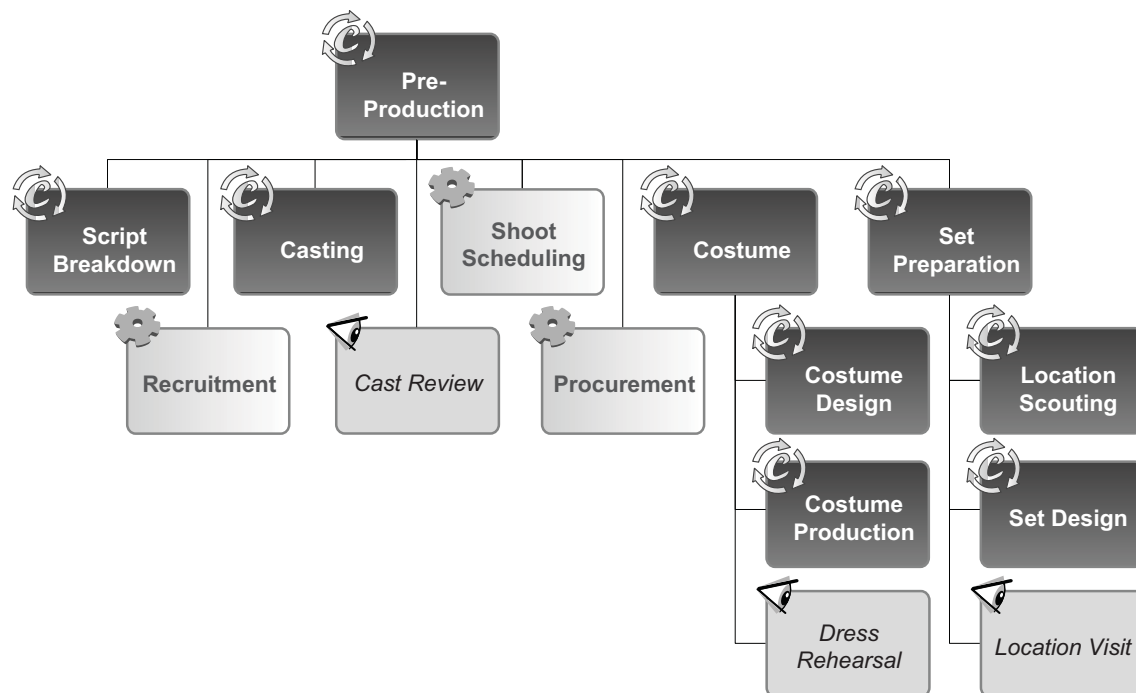 Pre-
Production
Script
Breakdown
Casting
Shoot
Scheduling
Costume
Set
Preparation
Recruitment
Cast Review
Procurement
Costume
Design
Location
Scouting
Costume
Production
Set Design
Dress
Rehearsal
Location Visit